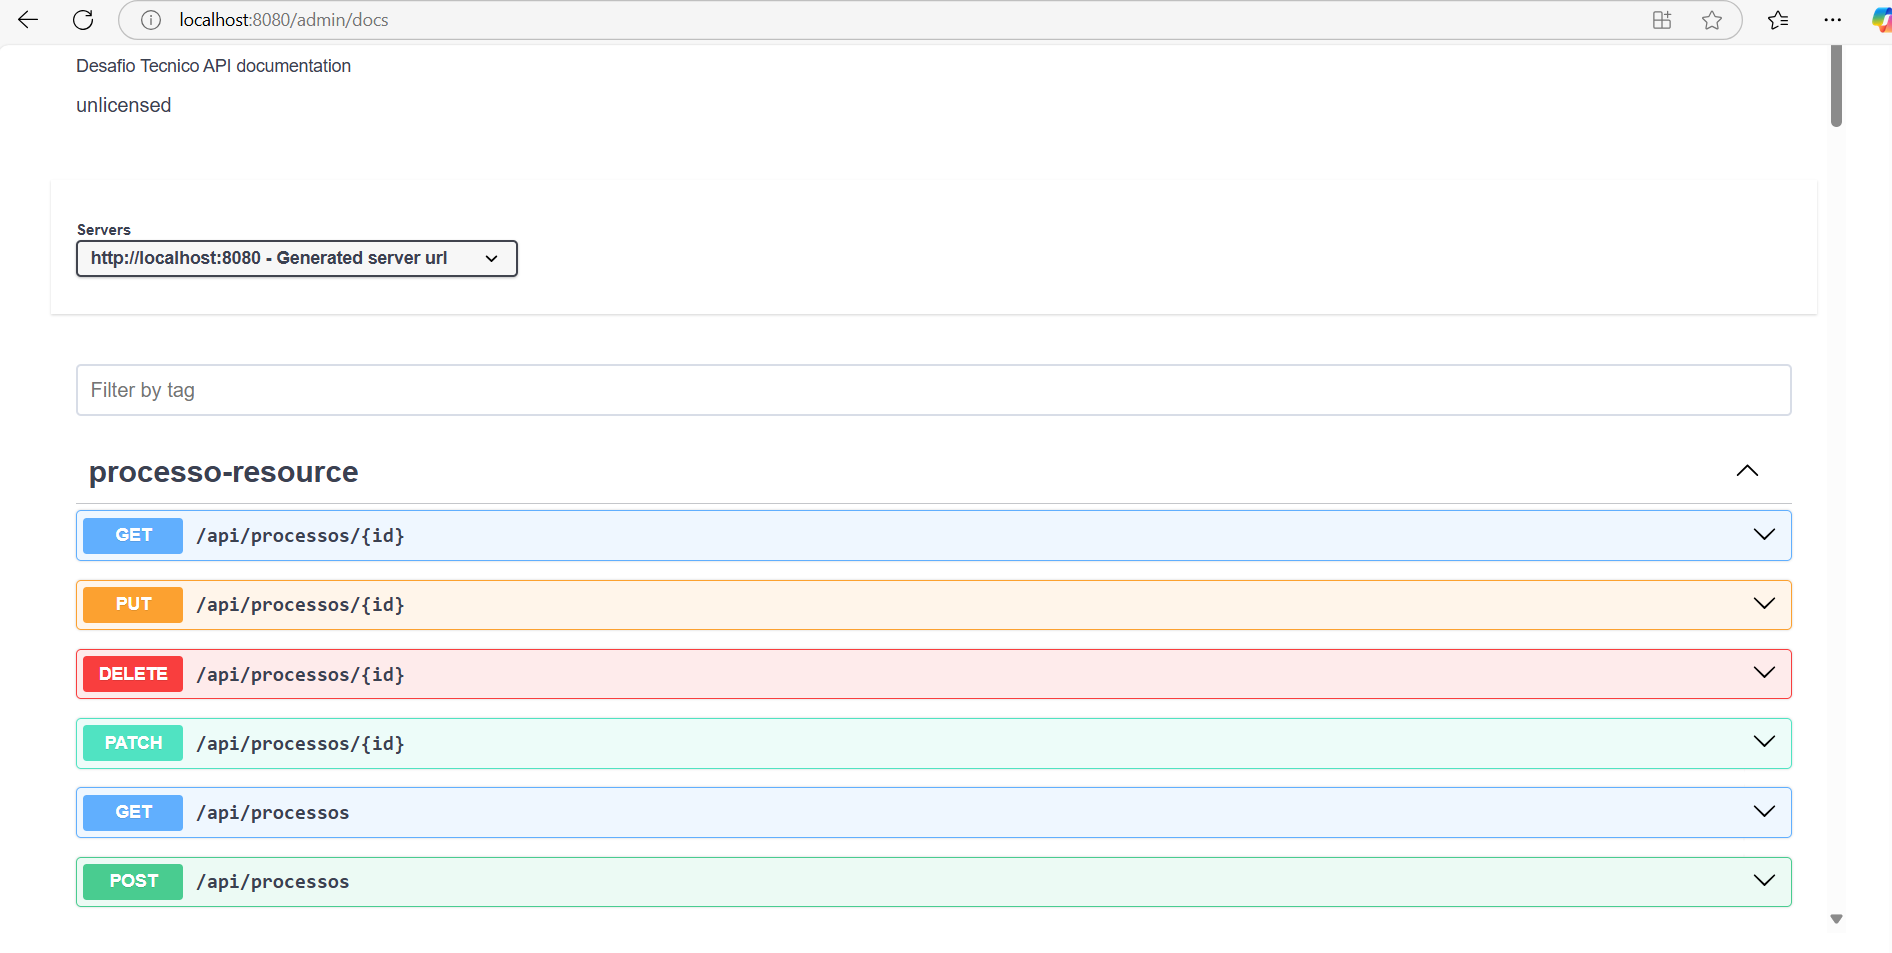 localhost:8080/admin/docs
Desafio Tecnico API documentation
unlicensed
Servers
http://localhost:8080 - Generated server url
Filter by tag
processo-resource
GET /api/processos/{id}
PUT /api/processos/{id}
DELETE /api/processos/{id}
PATCH /api/processos/{id}
GET /api/processos
POST /api/processos